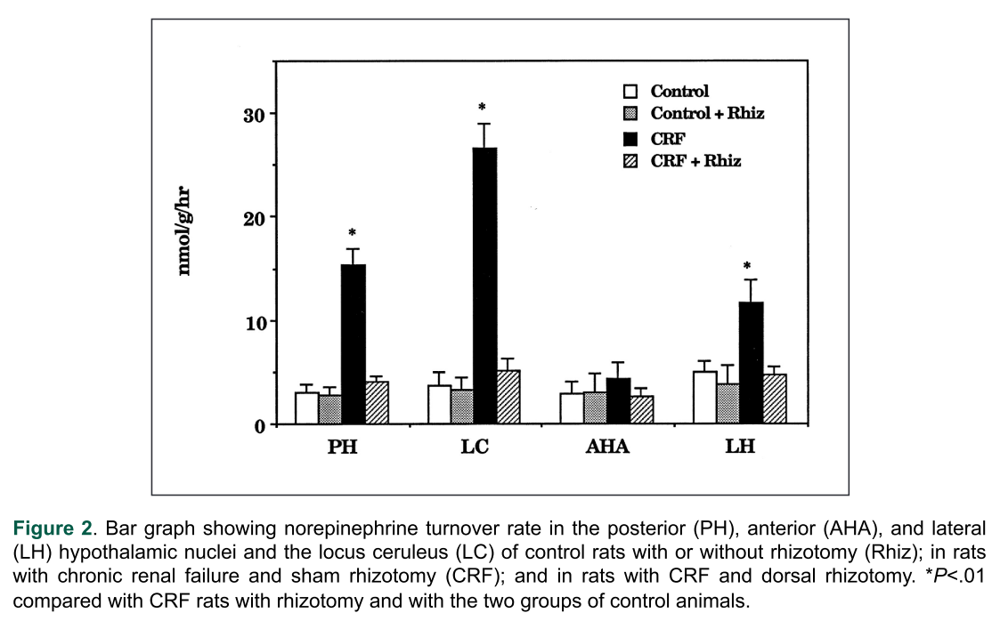 Control
Control + Rhiz
CRF
CRF + Rhiz
30
20
10
0
nmol/g/hr
*
*
*
PH
LC
AHA
LH
Figure 2. Bar graph showing norepinephrine turnover rate in the posterior (PH), anterior (AHA), and lateral
(LH) hypothalamic nuclei and the locus ceruleus (LC) of control rats with or without rhizotomy (Rhiz); in rats
with chronic renal failure and sham rhizotomy (CRF); and in rats with CRF and dorsal rhizotomy. *P<.01
compared with CRF rats with rhizotomy and with the two groups of control animals.